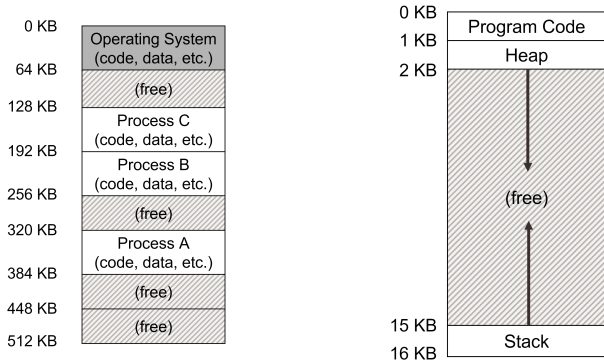 0 KB
Operating System
(code, data, etc.)
64 KB
(free)
128 KB
Process C
(code, data, etc.)
192 KB
Process B
(code, data, etc.)
256 KB
(free)
320 KB
Process A
(code, data, etc.)
384 KB
(free)
448 KB
(free)
512 KB
0 KB
Program Code
1 KB
Heap
2 KB
(free)
15 KB
Stack
16 KB